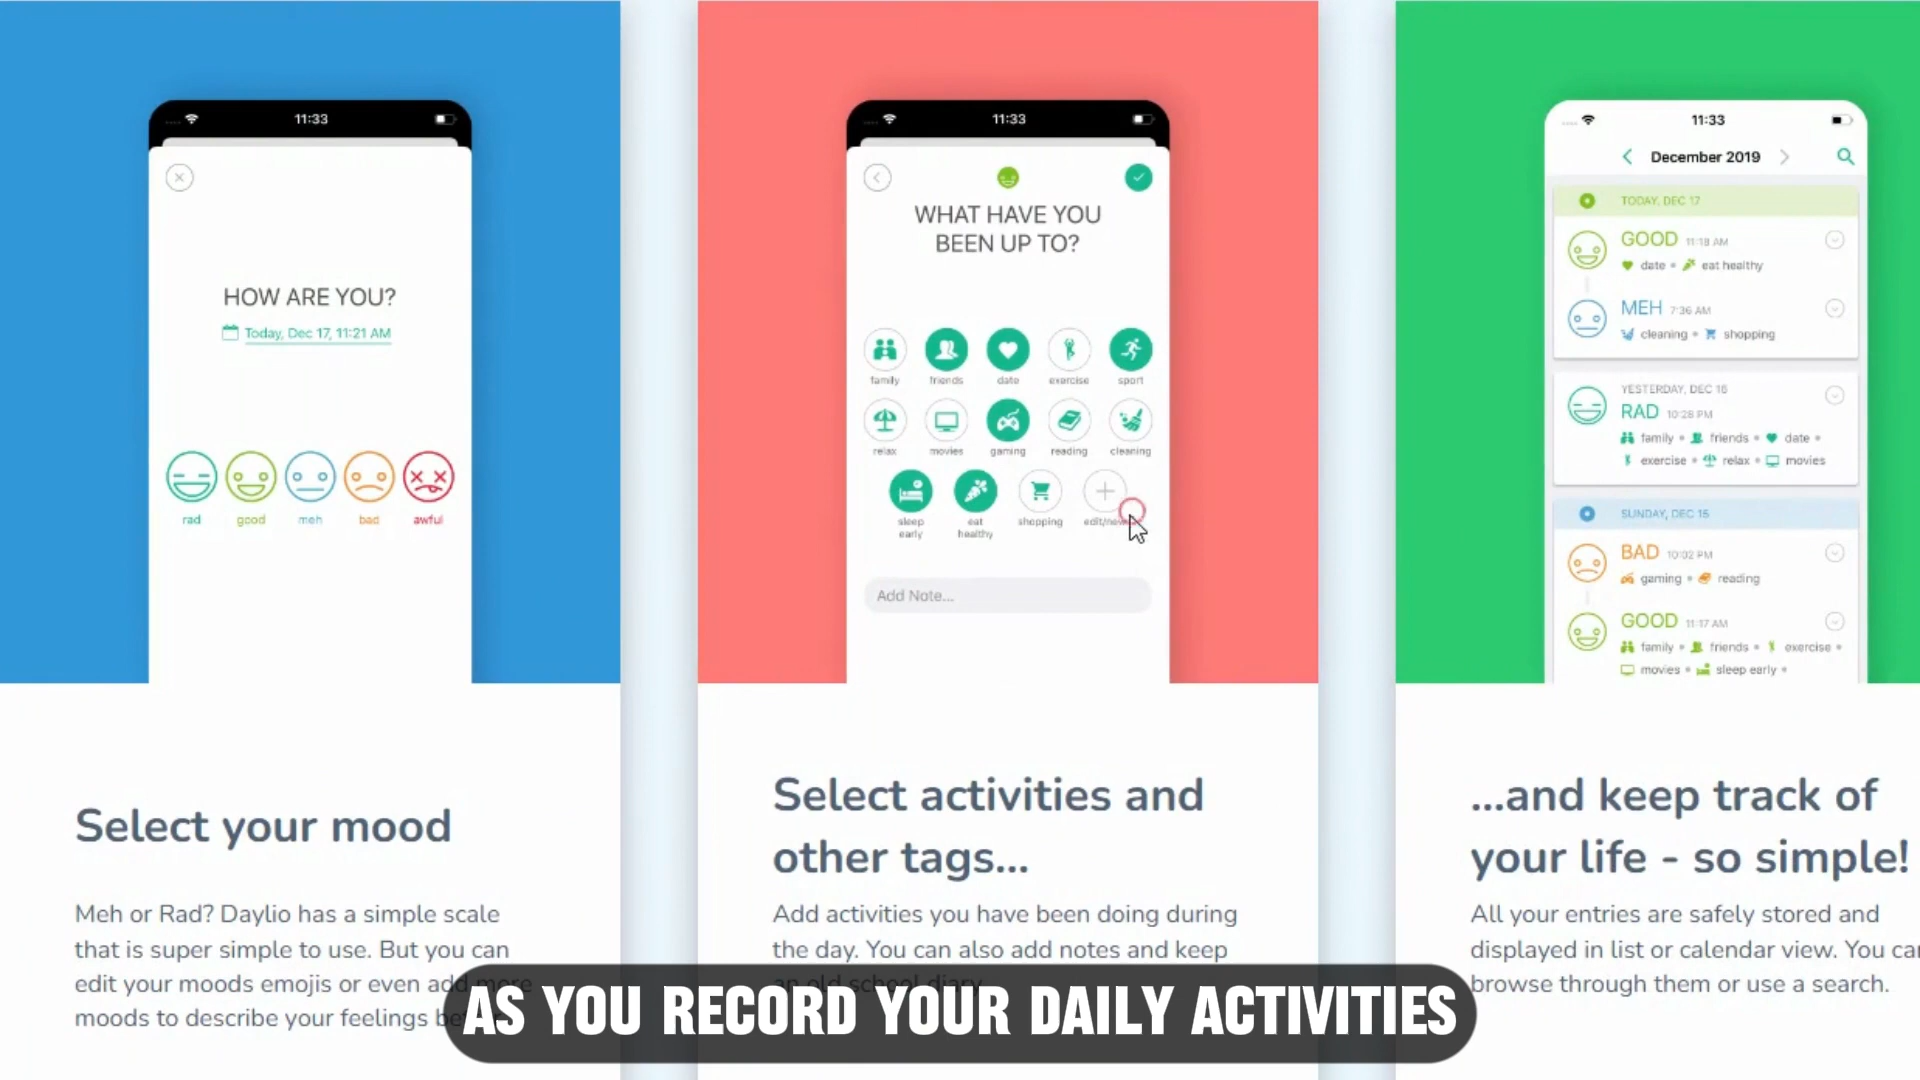 11:33
HOW ARE YOU?
Today, Dec 17, 11:21 AM
rad good meh bad awful
Select your mood
Meh or Rad? Daylio has a simple scale
that is super simple to use. But you can
edit your moods emojis or even add more
moods to describe your feelings
11:33
WHAT HAVE YOU
BEEN UP TO?
family friends date exercise sport
relax movies gaming reading cleaning
sleep early eat healthy shopping edit/new
Add Note...
Select activities and
other tags...
Add activities you have been doing during
the day. You can also add notes and keep
an old school diary.
11:33
December 2019
TODAY, DEC 17
GOOD 11:18 AM
date • eat healthy
MEH 7:36 AM
cleaning • shopping
YESTERDAY, DEC 16
RAD 10:28 PM
family • friends • date •
exercise • relax • movies
SUNDAY, DEC 15
BAD 10:02 PM
gaming • reading
GOOD 11:17 AM
family • friends • exercise •
movies • sleep early •
...and keep track of
your life - so simple!
All your entries are safely stored and
displayed in list or calendar view. You can
browse through them or use a search.
AS YOU RECORD YOUR DAILY ACTIVITIES